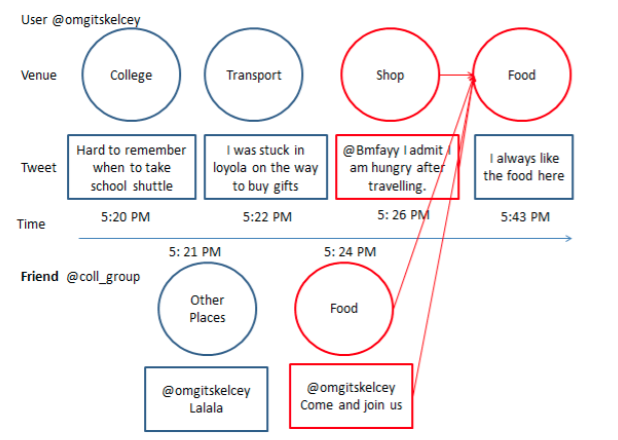 User @omgitskelcey
Venue
College
Transport
Shop
Food
Tweet
Hard to remember
when to take
school shuttle
I was stuck in
loyola on the way
to buy gifts
@Bmfayy I admit I
am hungry after
travelling.
I always like
the food here
Time
5:20 PM
5:22 PM
5: 26 PM
5:43 PM
5: 21 PM
5: 24 PM
Friend @coll_group
Other
Places
Food
@omgitskelcey
Lalala
@omgitskelcey
Come and join us